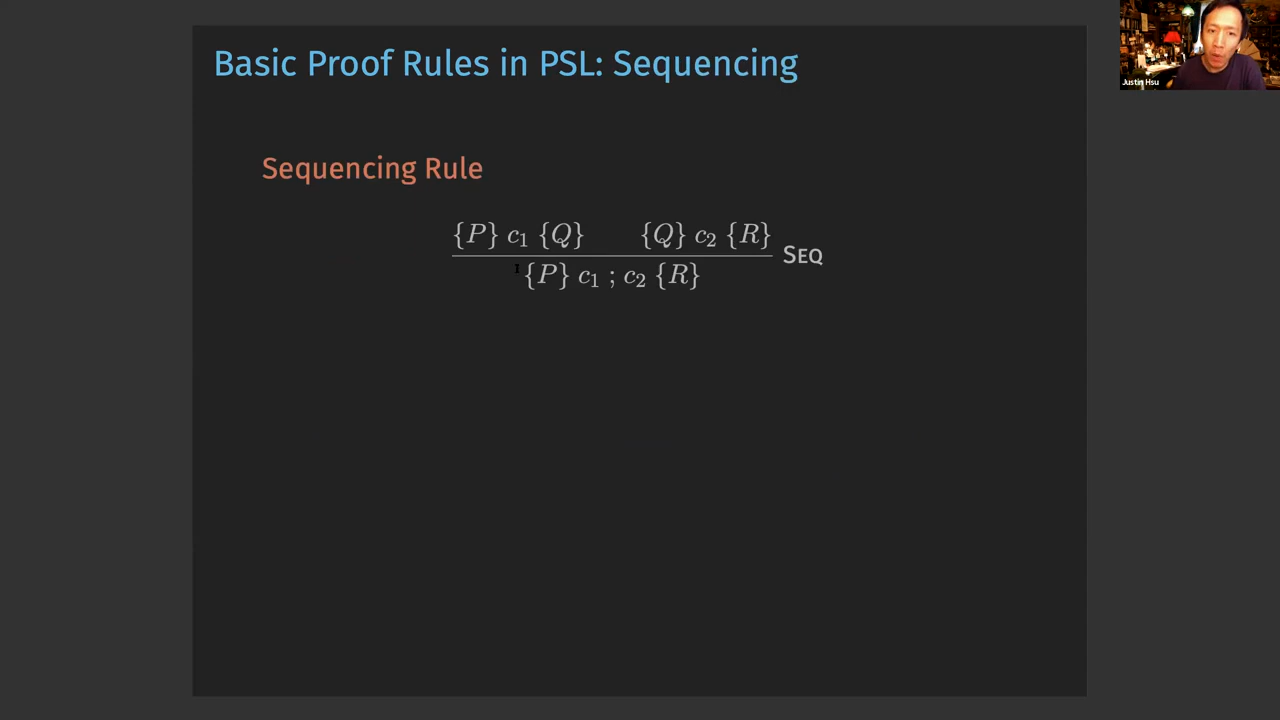 Basic Proof Rules in PSL: Sequencing
Justin Hsu
Sequencing Rule
{P} c₁ {Q} {Q} c₂ {R}
SEQ
{P} c₁ ; c₂ {R}